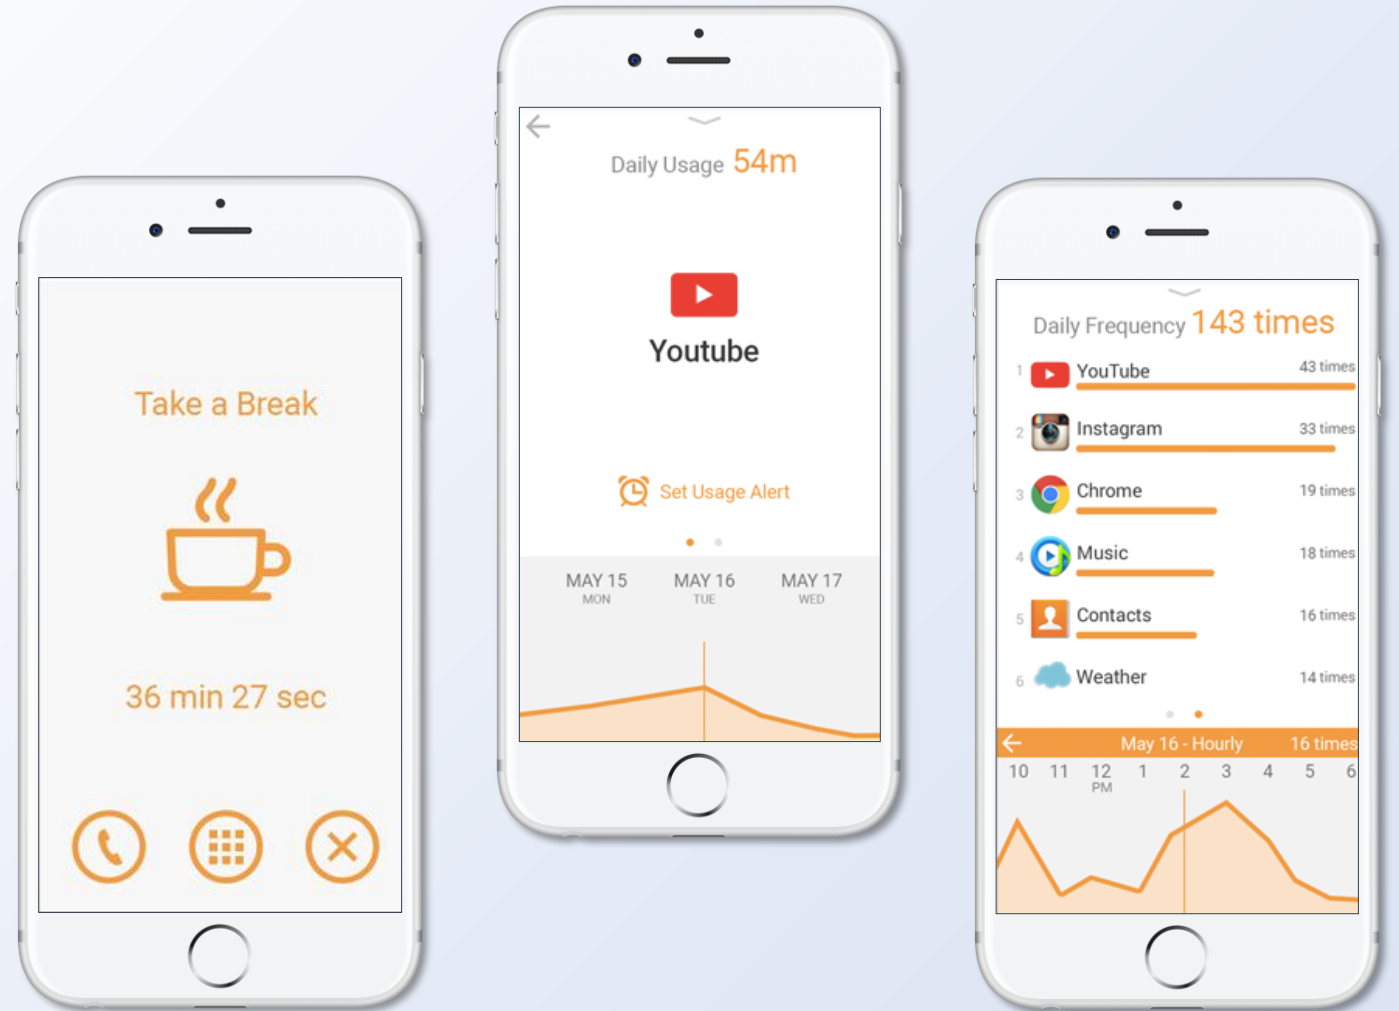 Take a Break
36 min 27 sec
Daily Usage 54m
Youtube
Set Usage Alert
MAY 15 MAY 16 MAY 17
MON TUE WED
Daily Frequency 143 times
1 YouTube 43 times
2 Instagram 33 times
3 Chrome 19 times
4 Music 18 times
5 Contacts 16 times
6 Weather 14 times
May 16 - Hourly 16 times
10 11 12 1 2 3 4 5 6
PM